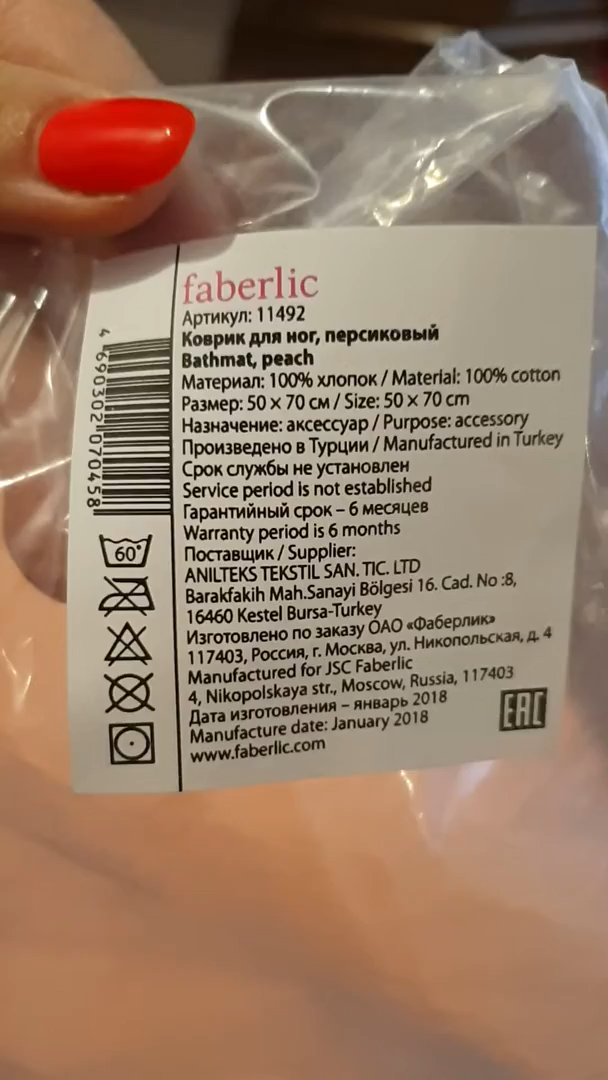 faberlic
Артикул: 11492
Коврик для ног, персиковый
Bathmat, peach
Материал: 100% хлопок / Material: 100% cotton
Размер: 50 x 70 см / Size: 50 x 70 cm
Назначение: аксессуар / Purpose: accessory
Произведено в Турции / Manufactured in Turkey
Срок службы не установлен
Service period is not established
Гарантийный срок – 6 месяцев
Warranty period is 6 months
Поставщик / Supplier:
ANILTEKS TEKSTIL SAN. TIC. LTD
Barakfakih Mah.Sanayi Bölgesi 16. Cad. No :8,
16460 Kestel Bursa-Turkey
Изготовлено по заказу ОАО «Фаберлик»
117403, Россия, г. Москва, ул. Никопольская, д. 4
Manufactured for JSC Faberlic
4, Nikopolskaya str., Moscow, Russia, 117403
Дата изготовления – январь 2018
Manufacture date: January 2018
www.faberlic.com
EAC
4 690302 070458
60°